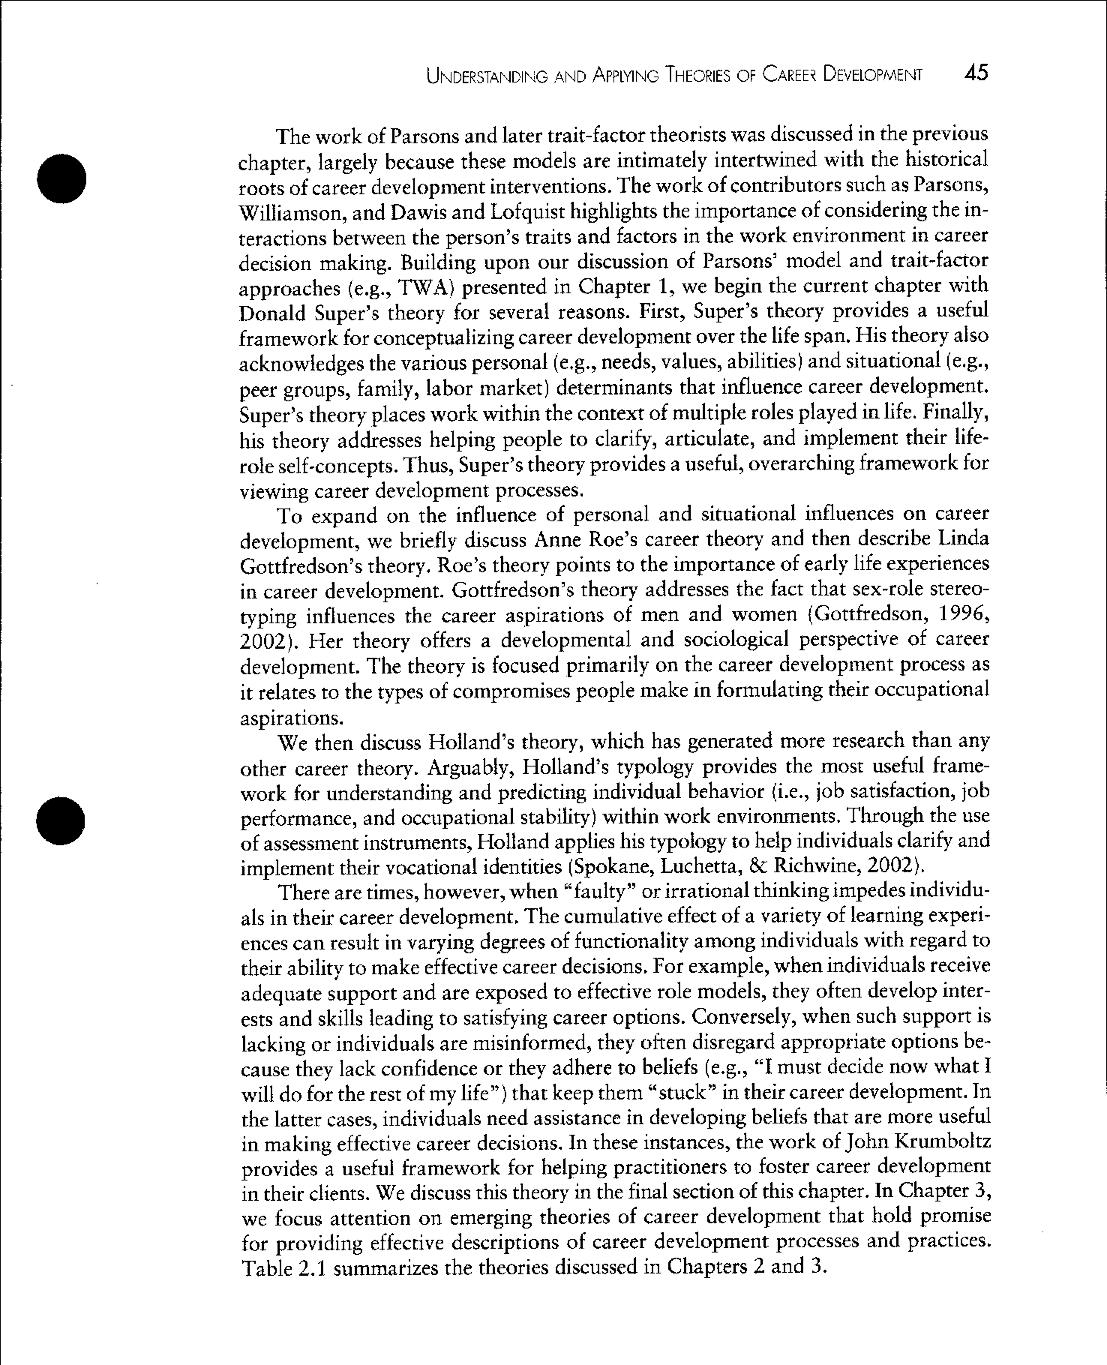 UNDERSTANDING AND APPLYING THEORIES OF CAREER DEVELOPMENT 45
The work of Parsons and later trait-factor theorists was discussed in the previous
chapter, largely because these models are intimately intertwined with the historical
roots of career development interventions. The work of contributors such as Parsons,
Williamson, and Dawis and Lofquist highlights the importance of considering the in-
teractions between the person's traits and factors in the work environment in career
decision making. Building upon our discussion of Parsons' model and trait-factor
approaches (e.g., TWA) presented in Chapter 1, we begin the current chapter with
Donald Super's theory for several reasons. First, Super's theory provides a useful
framework for conceptualizing career development over the life span. His theory also
acknowledges the various personal (e.g., needs, values, abilities) and situational (e.g.,
peer groups, family, labor market) determinants that influence career development.
Super's theory places work within the context of multiple roles played in life. Finally,
his theory addresses helping people to clarify, articulate, and implement their life-
role self-concepts. Thus, Super's theory provides a useful, overarching framework for
viewing career development processes.
To expand on the influence of personal and situational influences on career
development, we briefly discuss Anne Roe's career theory and then describe Linda
Gottfredson's theory. Roe's theory points to the importance of early life experiences
in career development. Gottfredson's theory addresses the fact that sex-role stereo-
typing influences the career aspirations of men and women (Gottfredson, 1996,
2002). Her theory offers a developmental and sociological perspective of career
development. The theory is focused primarily on the career development process as
it relates to the types of compromises people make in formulating their occupational
aspirations.
We then discuss Holland's theory, which has generated more research than any
other career theory. Arguably, Holland's typology provides the most useful frame-
work for understanding and predicting individual behavior (i.e., job satisfaction, job
performance, and occupational stability) within work environments. Through the use
of assessment instruments, Holland applies his typology to help individuals clarify and
implement their vocational identities (Spokane, Luchetta, & Richwine, 2002).
There are times, however, when "faulty" or irrational thinking impedes individu-
als in their career development. The cumulative effect of a variety of learning experi-
ences can result in varying degrees of functionality among individuals with regard to
their ability to make effective career decisions. For example, when individuals receive
adequate support and are exposed to effective role models, they often develop inter-
ests and skills leading to satisfying career options. Conversely, when such support is
lacking or individuals are misinformed, they often disregard appropriate options be-
cause they lack confidence or they adhere to beliefs (e.g., "I must decide now what I
will do for the rest of my life") that keep them "stuck" in their career development. In
the latter cases, individuals need assistance in developing beliefs that are more useful
in making effective career decisions. In these instances, the work of John Krumboltz
provides a useful framework for helping practitioners to foster career development
in their clients. We discuss this theory in the final section of this chapter. In Chapter 3,
we focus attention on emerging theories of career development that hold promise
for providing effective descriptions of career development processes and practices.
Table 2.1 summarizes the theories discussed in Chapters 2 and 3.